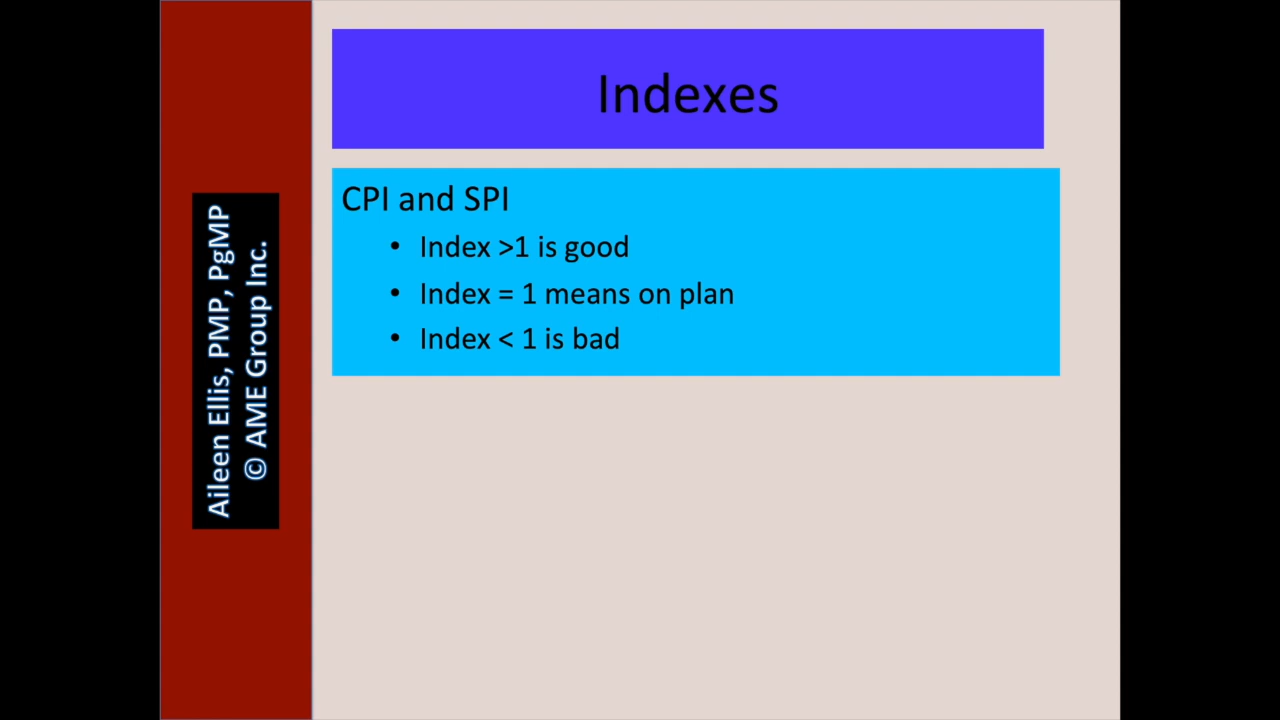 Indexes
CPI and SPI
• Index >1 is good
• Index = 1 means on plan
• Index < 1 is bad
Aileen Ellis, PMP, PgMP
© AME Group Inc.